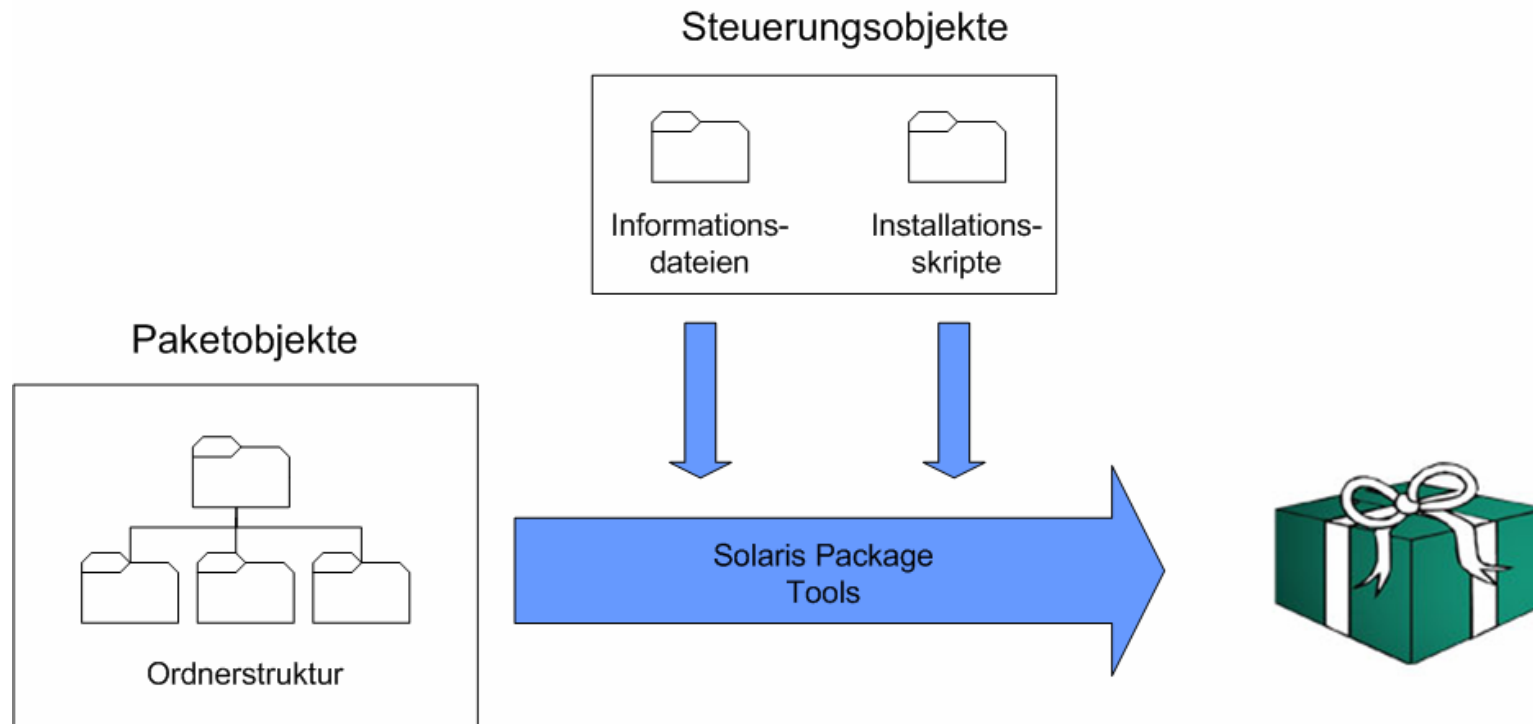 Steuerungsobjekte
Informations-
dateien
Installations-
skripte
Paketobjekte
Ordnerstruktur
Solaris Package
Tools